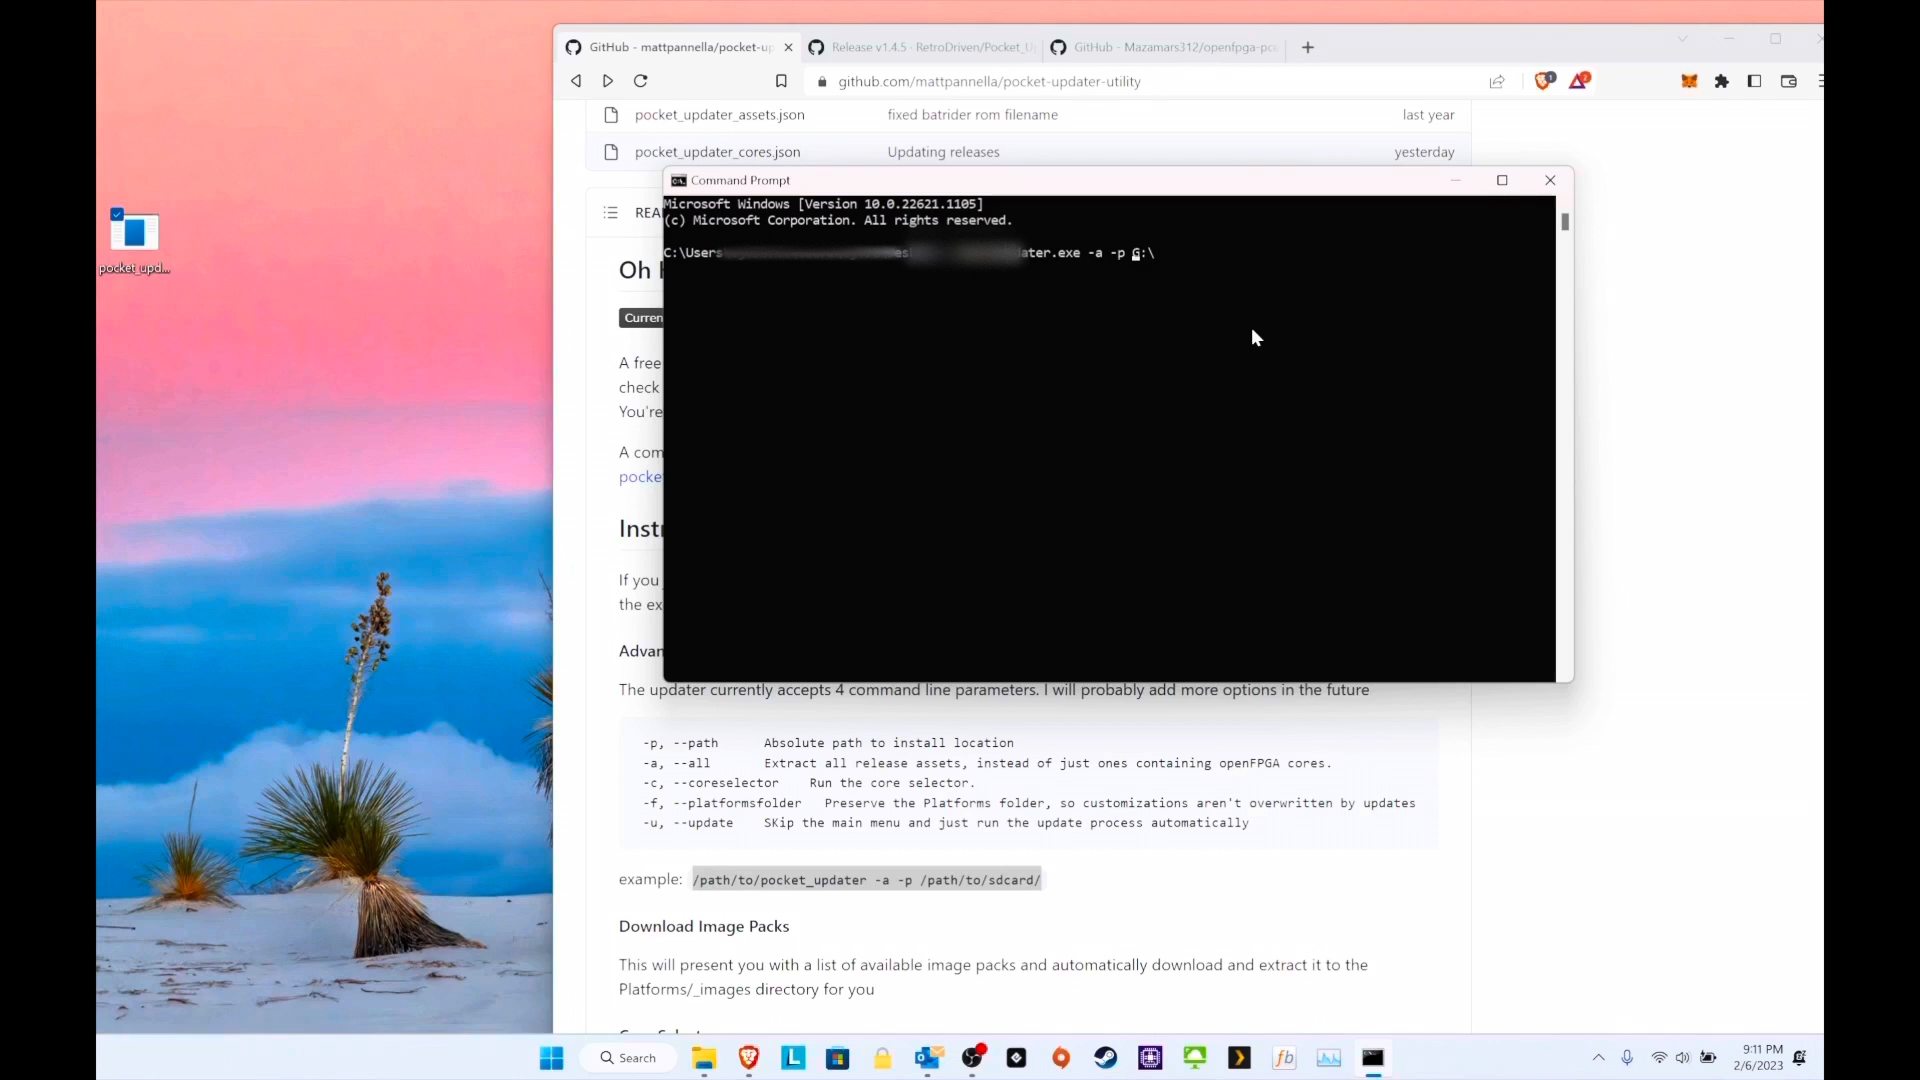 GitHub - mattpannella/pocket-up
Release v1.4.5 · RetroDriven/Pocket_U
GitHub - Mazamars312/openfpga-pce
github.com/mattpannella/pocket-updater-utility
1
2
pocket_updater_assets.json fixed batrider rom filename last year
pocket_updater_cores.json Updating releases yesterday
Command Prompt
Microsoft Windows [Version 10.0.22621.1105]
(c) Microsoft Corporation. All rights reserved.
C:\Users ater.exe -a -p G:\
REA
pocket_upd...
Oh
Curren
A free
check
You're
A com
pocke
Instr
If you
the ex
Advan
The updater currently accepts 4 command line parameters. I will probably add more options in the future
-p, --path Absolute path to install location
-a, --all Extract all release assets, instead of just ones containing openFPGA cores.
-c, --coreselector Run the core selector.
-f, --platformsfolder Preserve the Platforms folder, so customizations aren't overwritten by updates
-u, --update SKip the main menu and just run the update process automatically
example: /path/to/pocket_updater -a -p /path/to/sdcard/
Download Image Packs
This will present you with a list of available image packs and automatically download and extract it to the
Platforms/_images directory for you
Search
L
fb
9:11 PM
2/6/2023